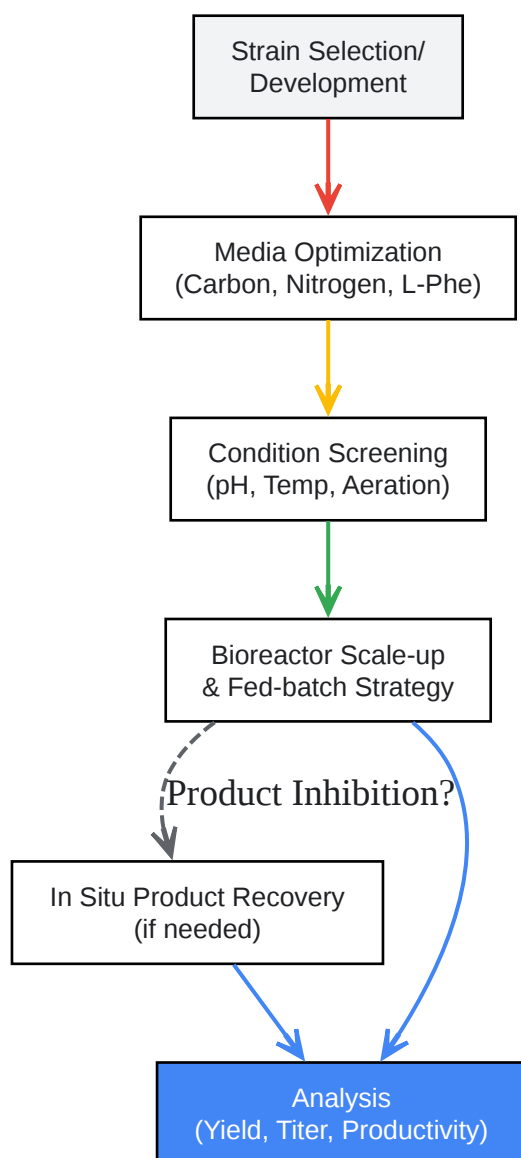 Strain Selection/
Development
Media Optimization
(Carbon, Nitrogen, L-Phe)
Condition Screening
(pH, Temp, Aeration)
Bioreactor Scale-up
& Fed-batch Strategy
Product Inhibition?
In Situ Product Recovery
(if needed)
Analysis
(Yield, Titer, Productivity)